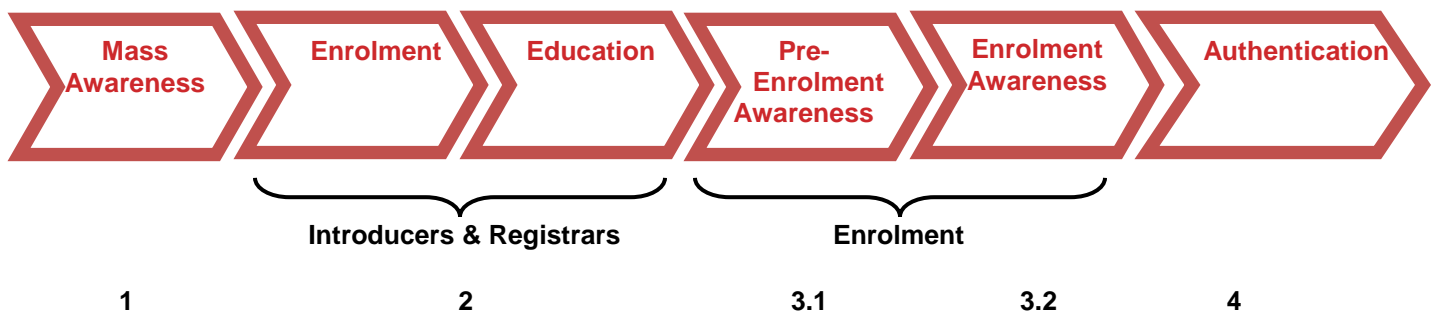 Mass
Awareness
Enrolment
Education
Pre-
Enrolment
Awareness
Enrolment
Awareness
Authentication
Introducers & Registrars
Enrolment
1
2
3.1
3.2
4